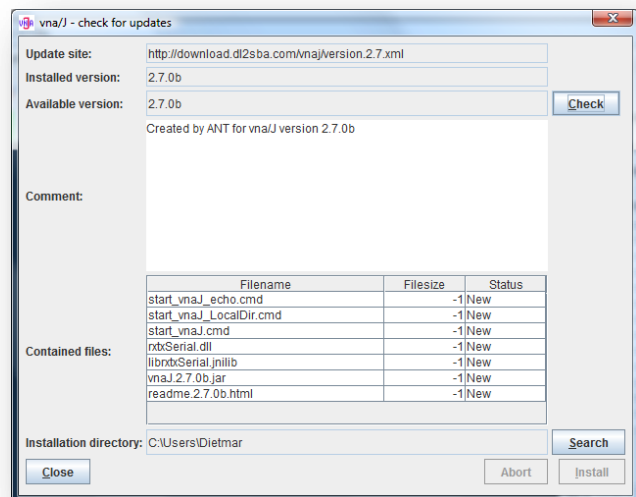 vna/J - check for updates
Update site: http://download.dl2sba.com/vnaj/version.2.7.xml
Installed version: 2.7.0b
Available version: 2.7.0b Check
Created by ANT for vna/J version 2.7.0b
Comment:
Filename Filesize Status
start_vnaJ_echo.cmd -1 New
start_vnaJ_LocalDir.cmd -1 New
start_vnaJ.cmd -1 New
rxtxSerial.dll -1 New
Contained files:
librxtxSerial.jnilib -1 New
vnaJ.2.7.0b.jar -1 New
readme.2.7.0b.html -1 New
Installation directory: C:\Users\Dietmar Search
Close Abort Install